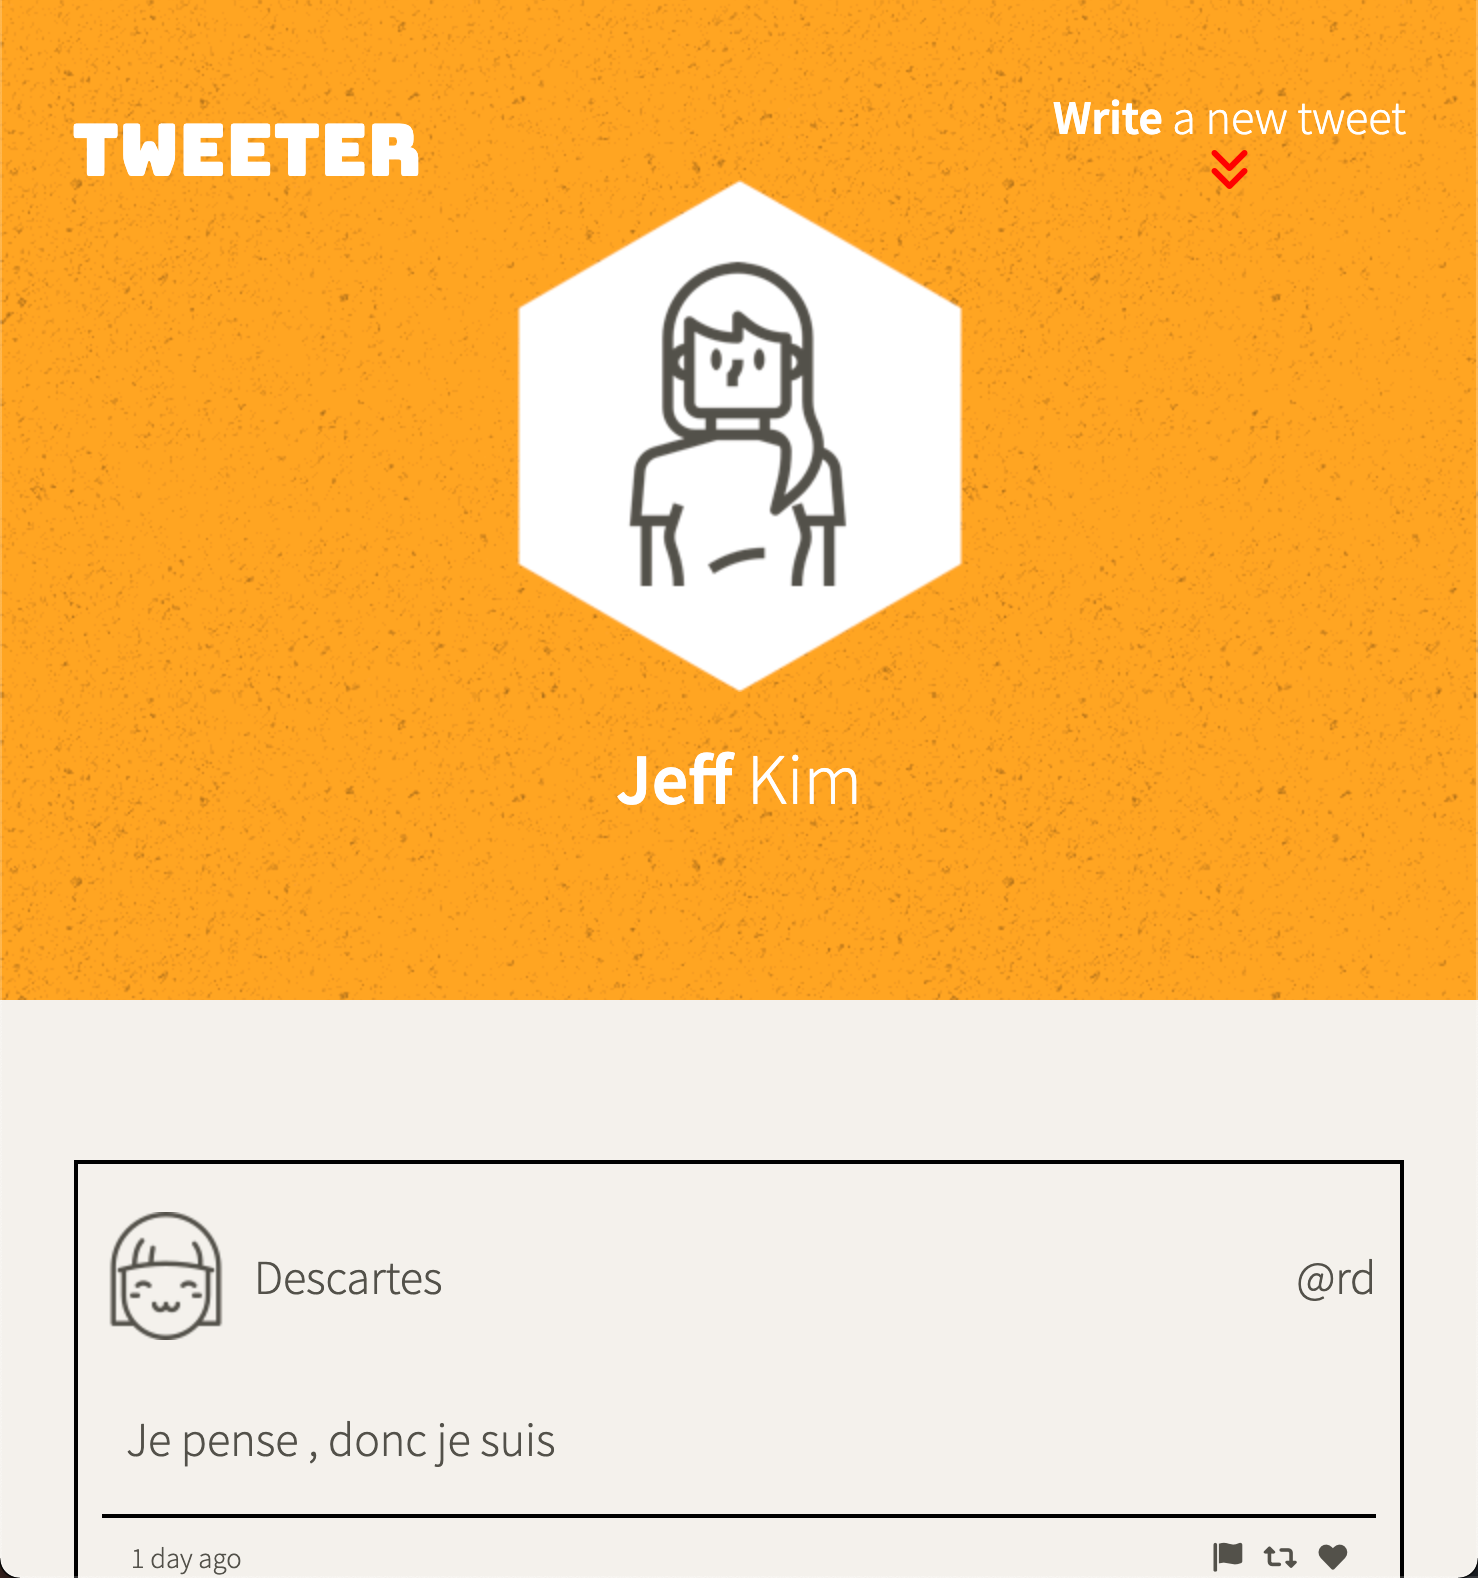 TWEETER
Write a new tweet
Jeff Kim
Descartes
@rd
Je pense , donc je suis
1 day ago